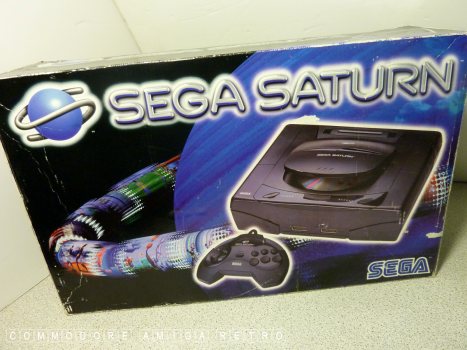 SEGA SATURN
SEGA SATURN
SEGA
COMMODORE AMIGA RETRO